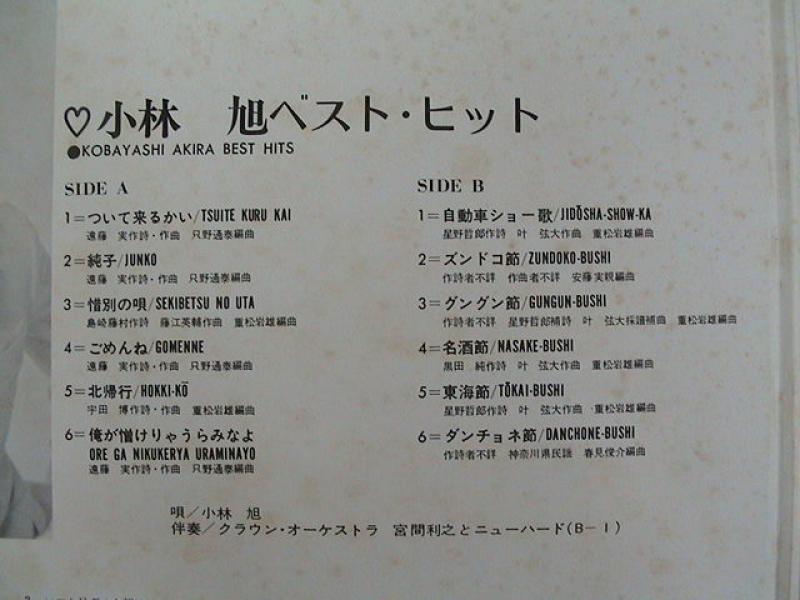 ♡小林 旭ベスト・ヒット
●KOBAYASHI AKIRA BEST HITS
SIDE A
1=ついて来るかい/TSUITE KURU KAI
遠藤 実作詩・作曲 只野通泰編曲
2=純子/JUNKO
遠藤 実作詩・作曲 只野通泰編曲
3=惜別の唄/SEKIBETSU NO UTA
島崎藤村作詩 藤江英輔作曲 重松岩雄編曲
4=ごめんね/GOMENNE
遠藤 実作詩・作曲 只野通泰編曲
5=北帰行/HOKKI-KŌ
宇田 博作詩・作曲 重松岩雄編曲
6=俺が憎けりゃうらみなよ
ORE GA NIKUKERYA URAMINAYO
遠藤 実作詩・作曲 只野通泰編曲
SIDE B
1=自動車ショー歌/JIDŌSHA-SHOW-KA
星野哲郎作詩 叶 弦大作曲 重松岩雄編曲
2=ズンドコ節/ZUNDOKO-BUSHI
作詩者不詳 作曲者不詳 安藤実親編曲
3=グングン節/GUNGUN-BUSHI
作詩者不詳 星野哲郎補詩 叶 弦大採譜補曲 重松岩雄編曲
4=名酒節/NASAKE-BUSHI
黒田 純作詩 叶 弦大作曲 重松岩雄編曲
5=東海節/TŌKAI-BUSHI
星野哲郎作詩 叶 弦大作曲 重松岩雄編曲
6=ダンチョネ節/DANCHONE-BUSHI
作詩者不詳 神奈川県民謡 春見俊介編曲
唄/小林 旭
伴奏/クラウン・オーケストラ 宮間利之とニューハード(B-1)